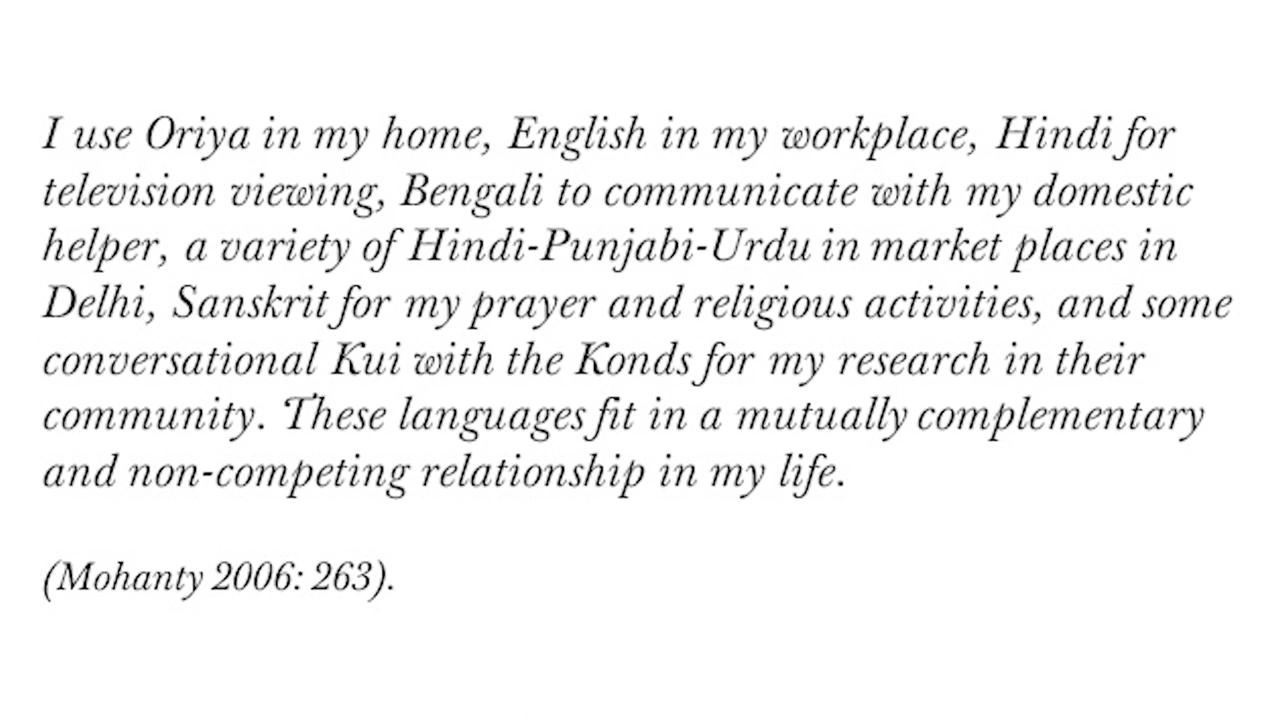 I use Oriya in my home, English in my workplace, Hindi for
television viewing, Bengali to communicate with my domestic
helper, a variety of Hindi-Punjabi-Urdu in market places in
Delhi, Sanskrit for my prayer and religious activities, and some
conversational Kui with the Konds for my research in their
community. These languages fit in a mutually complementary
and non-competing relationship in my life.
(Mohanty 2006: 263).